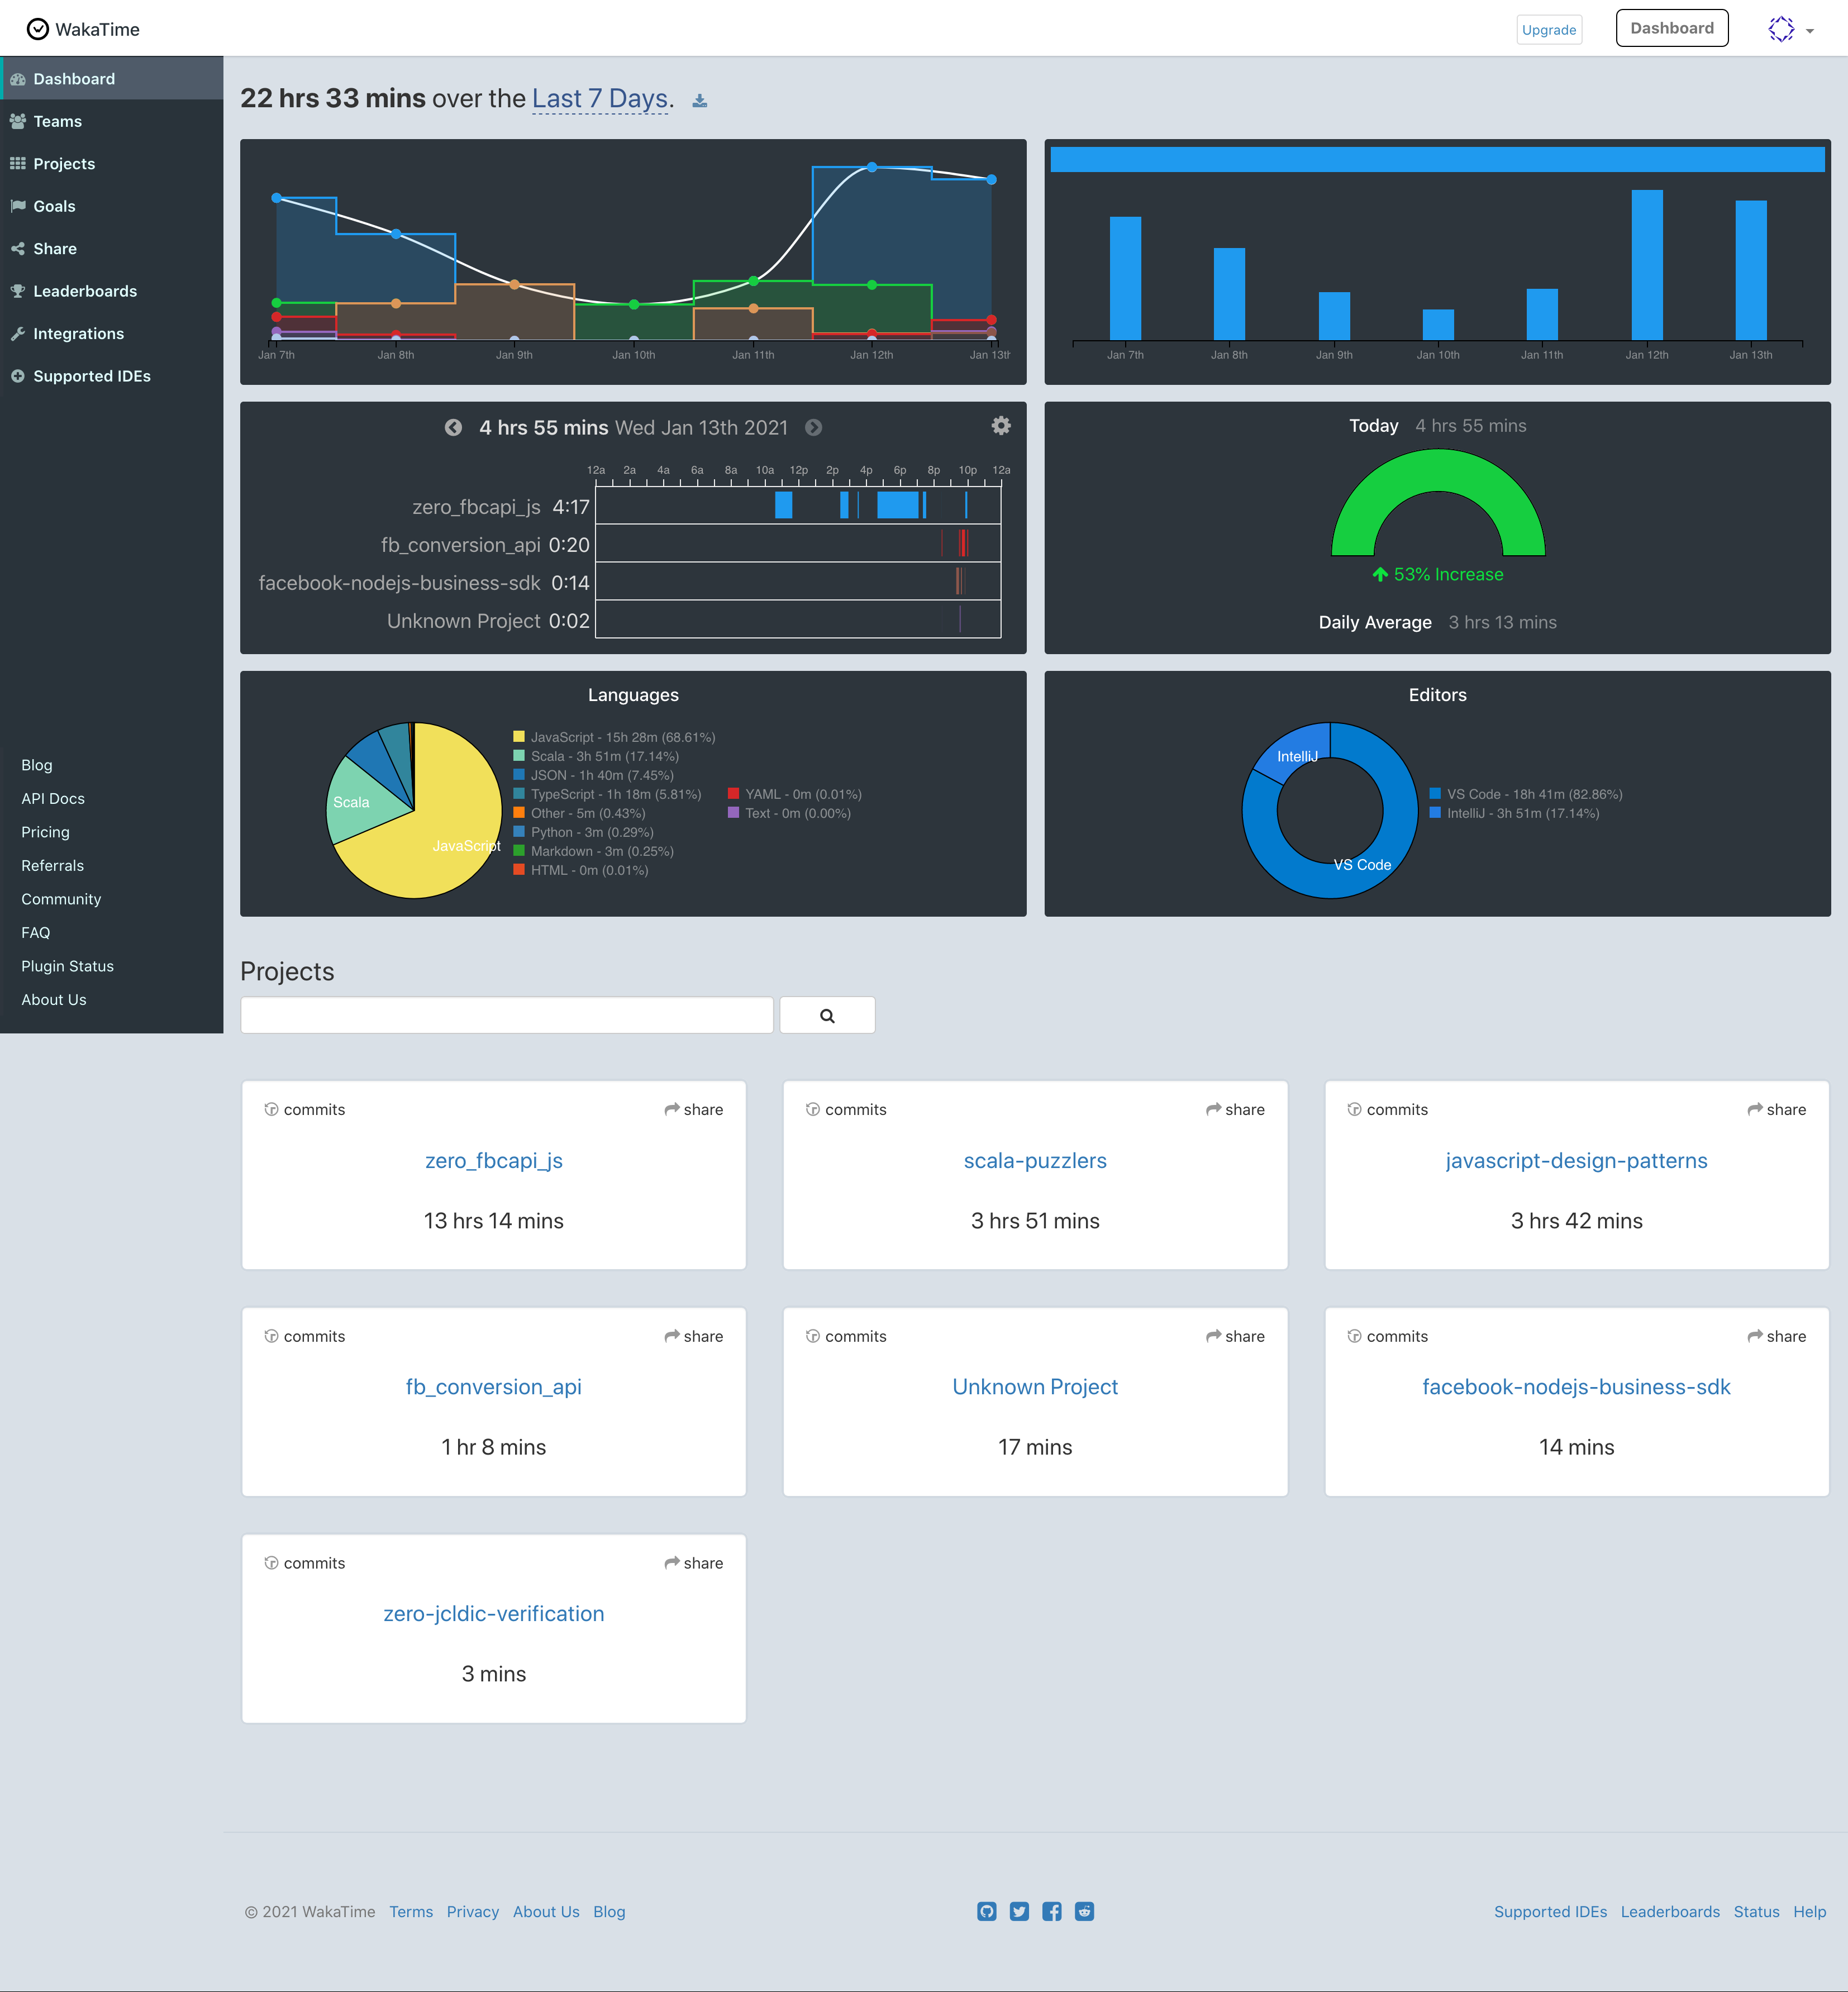 WakaTime
Upgrade
Dashboard
Dashboard
Teams
Projects
Goals
Share
Leaderboards
Integrations
Supported IDEs
Blog
API Docs
Pricing
Referrals
Community
FAQ
Plugin Status
About Us
22 hrs 33 mins over the Last 7 Days.
Jan 7th Jan 8th Jan 9th Jan 10th Jan 11th Jan 12th Jan 13th
Jan 7th Jan 8th Jan 9th Jan 10th Jan 11th Jan 12th Jan 13th
4 hrs 55 mins Wed Jan 13th 2021
12a 2a 4a 6a 8a 10a 12p 2p 4p 6p 8p 10p 12a
zero_fbcapi_js 4:17
fb_conversion_api 0:20
facebook-nodejs-business-sdk 0:14
Unknown Project 0:02
Today 4 hrs 55 mins
53% Increase
Daily Average 3 hrs 13 mins
Languages
Scala
JavaScript
JavaScript - 15h 28m (68.61%)
Scala - 3h 51m (17.14%)
JSON - 1h 40m (7.45%)
TypeScript - 1h 18m (5.81%)
Other - 5m (0.43%)
Python - 3m (0.29%)
Markdown - 3m (0.25%)
HTML - 0m (0.01%)
YAML - 0m (0.01%)
Text - 0m (0.00%)
Editors
IntelliJ
VS Code
VS Code - 18h 41m (82.86%)
IntelliJ - 3h 51m (17.14%)
Projects
commits share
zero_fbcapi_js
13 hrs 14 mins
commits share
scala-puzzlers
3 hrs 51 mins
commits share
javascript-design-patterns
3 hrs 42 mins
commits share
fb_conversion_api
1 hr 8 mins
commits share
Unknown Project
17 mins
commits share
facebook-nodejs-business-sdk
14 mins
commits share
zero-jcldic-verification
3 mins
© 2021 WakaTime Terms Privacy About Us Blog
Supported IDEs Leaderboards Status Help